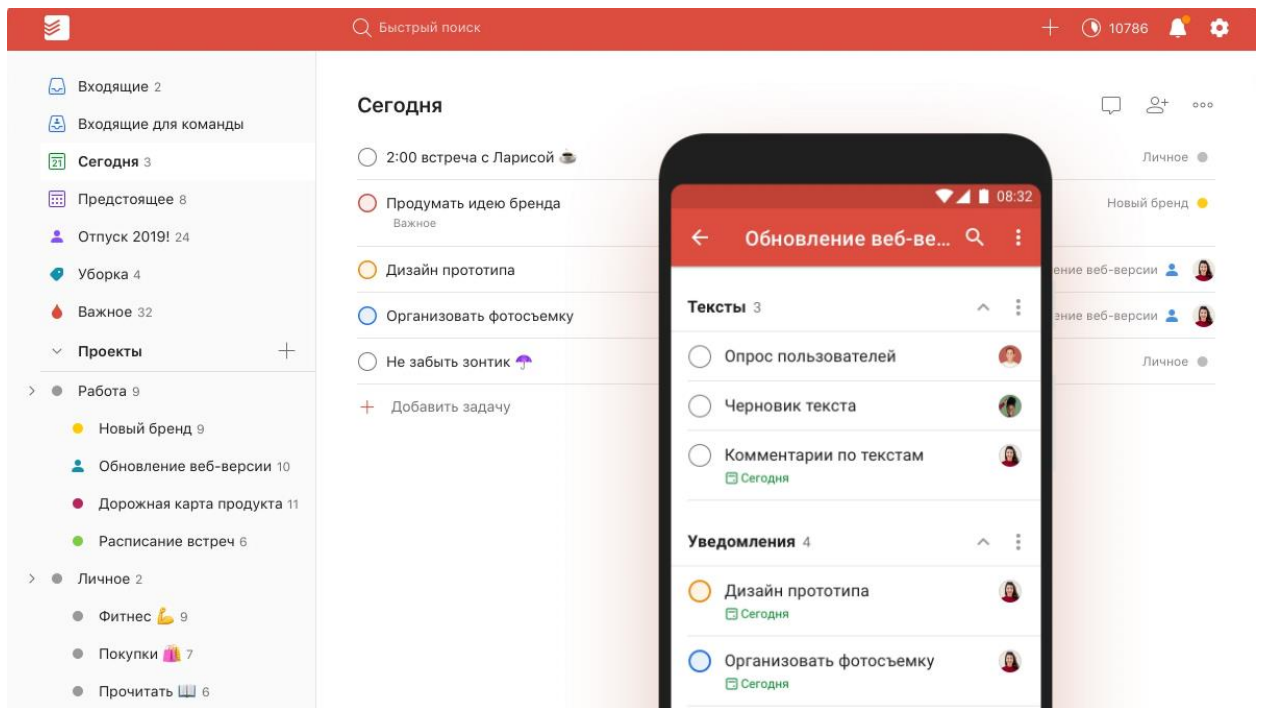 Быстрый поиск
10786
Входящие 2
Входящие для команды
21 Сегодня 3
Предстоящее 8
Отпуск 2019! 24
Уборка 4
Важное 32
Проекты
Работа 9
Новый бренд 9
Обновление веб-версии 10
Дорожная карта продукта 11
Расписание встреч 6
Личное 2
Фитнес 💪 9
Покупки 🛍️ 7
Прочитать 📖 6
Сегодня
2:00 встреча с Ларисой ☕
Личное
Продумать идею бренда
Важное
Новый бренд
Дизайн прототипа
ение веб-версии
Организовать фотосъемку
ение веб-версии
Не забыть зонтик ☂️
Личное
Добавить задачу
08:32
Обновление веб-ве...
Тексты 3
Опрос пользователей
Черновик текста
Комментарии по текстам
Сегодня
Уведомления 4
Дизайн прототипа
Сегодня
Организовать фотосъемку
Сегодня